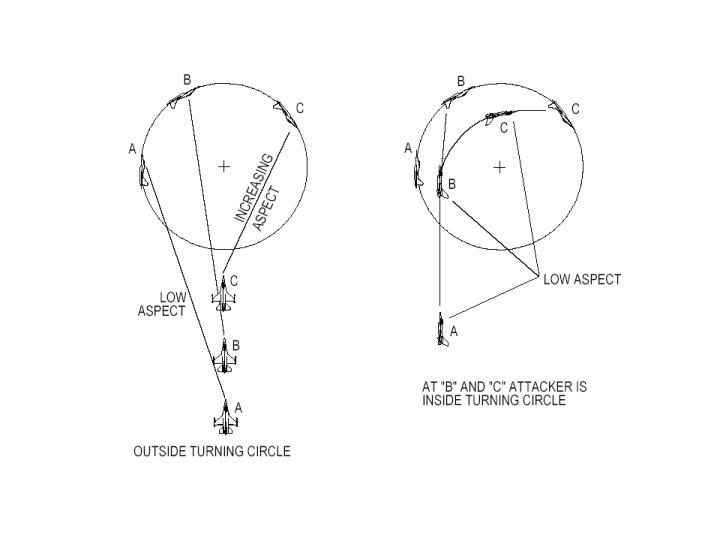 B
C
A
INCREASING
ASPECT
LOW
ASPECT
C
B
A
OUTSIDE TURNING CIRCLE
B
C
C
A
B
LOW ASPECT
A
AT "B" AND "C" ATTACKER IS
INSIDE TURNING CIRCLE